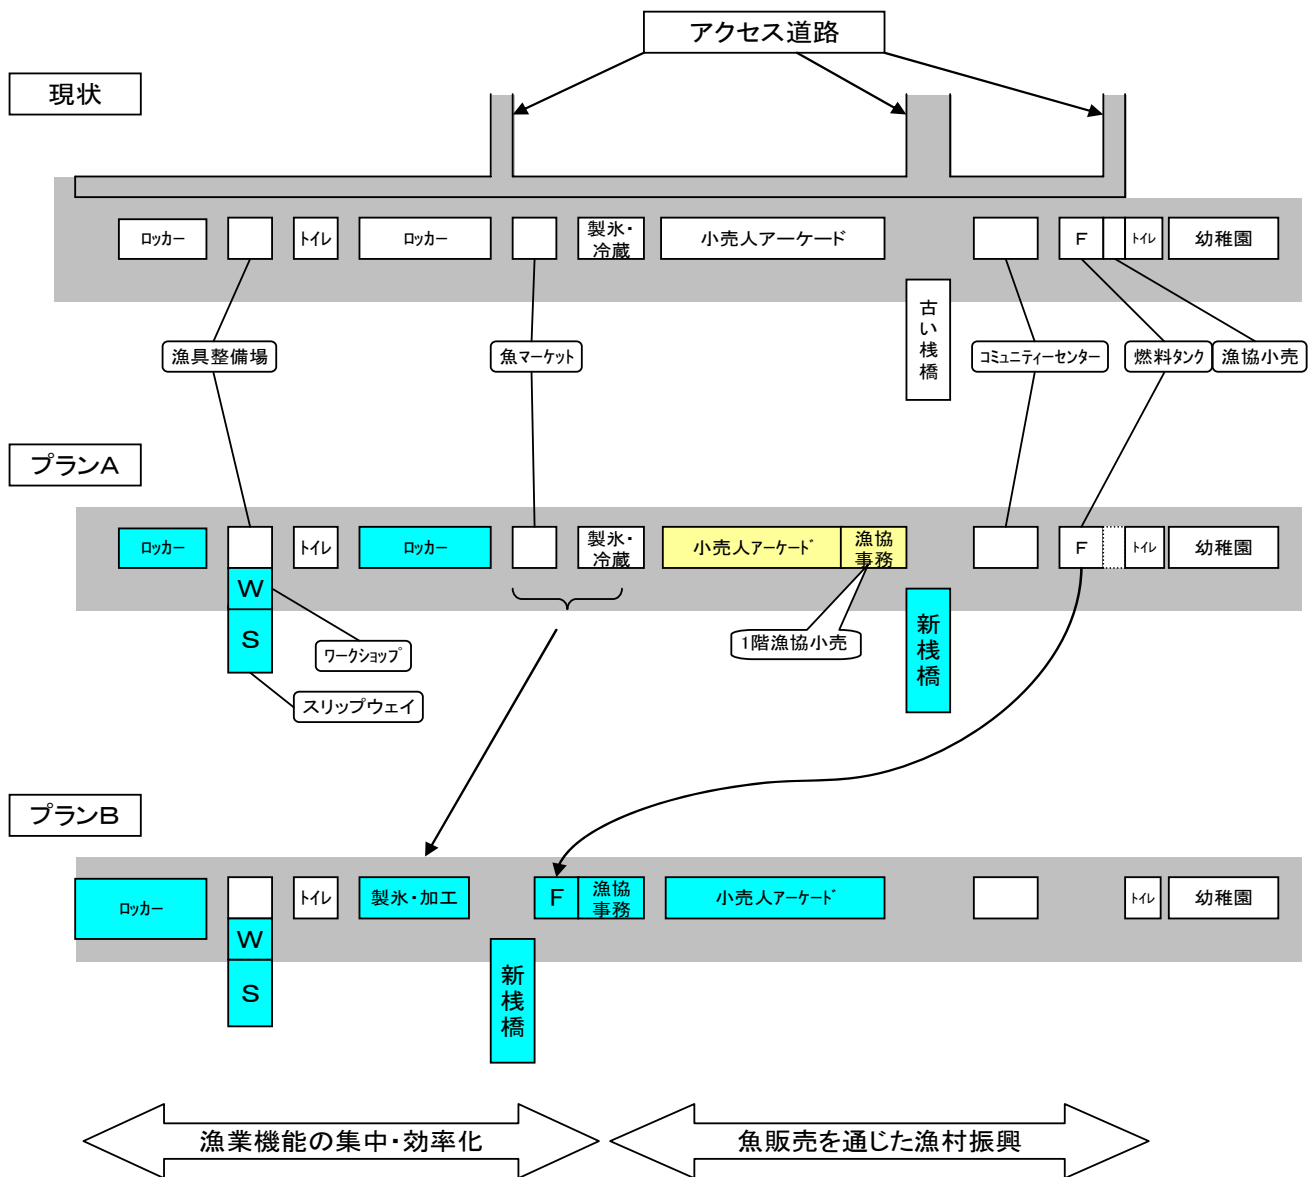 アクセス道路
現状
ロッカー
トイレ
ロッカー
製氷・
冷蔵
小売人アーケード
F
トイレ
幼稚園
古い桟橋
漁具整備場
魚マーケット
コミュニティーセンター
燃料タンク
漁協小売
プランA
ロッカー
トイレ
ロッカー
製氷・
冷蔵
小売人アーケード
漁協
事務
F
トイレ
幼稚園
W
S
ワークショップ
スリップウェイ
1階漁協小売
新桟橋
プランB
ロッカー
トイレ
製氷・加工
F
漁協
事務
小売人アーケード
トイレ
幼稚園
W
S
新桟橋
漁業機能の集中・効率化
魚販売を通じた漁村振興